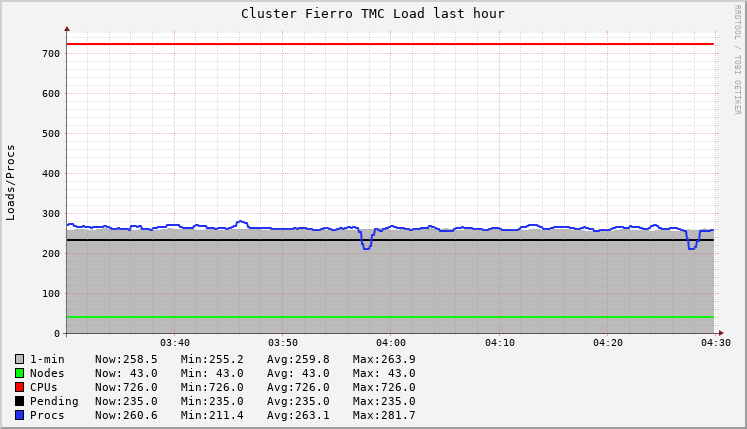 Cluster Fierro TMC Load last hour
RRDTOOL / TOBI OETIKER
Loads/Procs
700
600
500
400
300
200
100
0
03:40 03:50 04:00 04:10 04:20 04:30
1-min Now:258.5 Min:255.2 Avg:259.8 Max:263.9
Nodes Now: 43.0 Min: 43.0 Avg: 43.0 Max: 43.0
CPUs Now:726.0 Min:726.0 Avg:726.0 Max:726.0
Pending Now:235.0 Min:235.0 Avg:235.0 Max:235.0
Procs Now:260.6 Min:211.4 Avg:263.1 Max:281.7